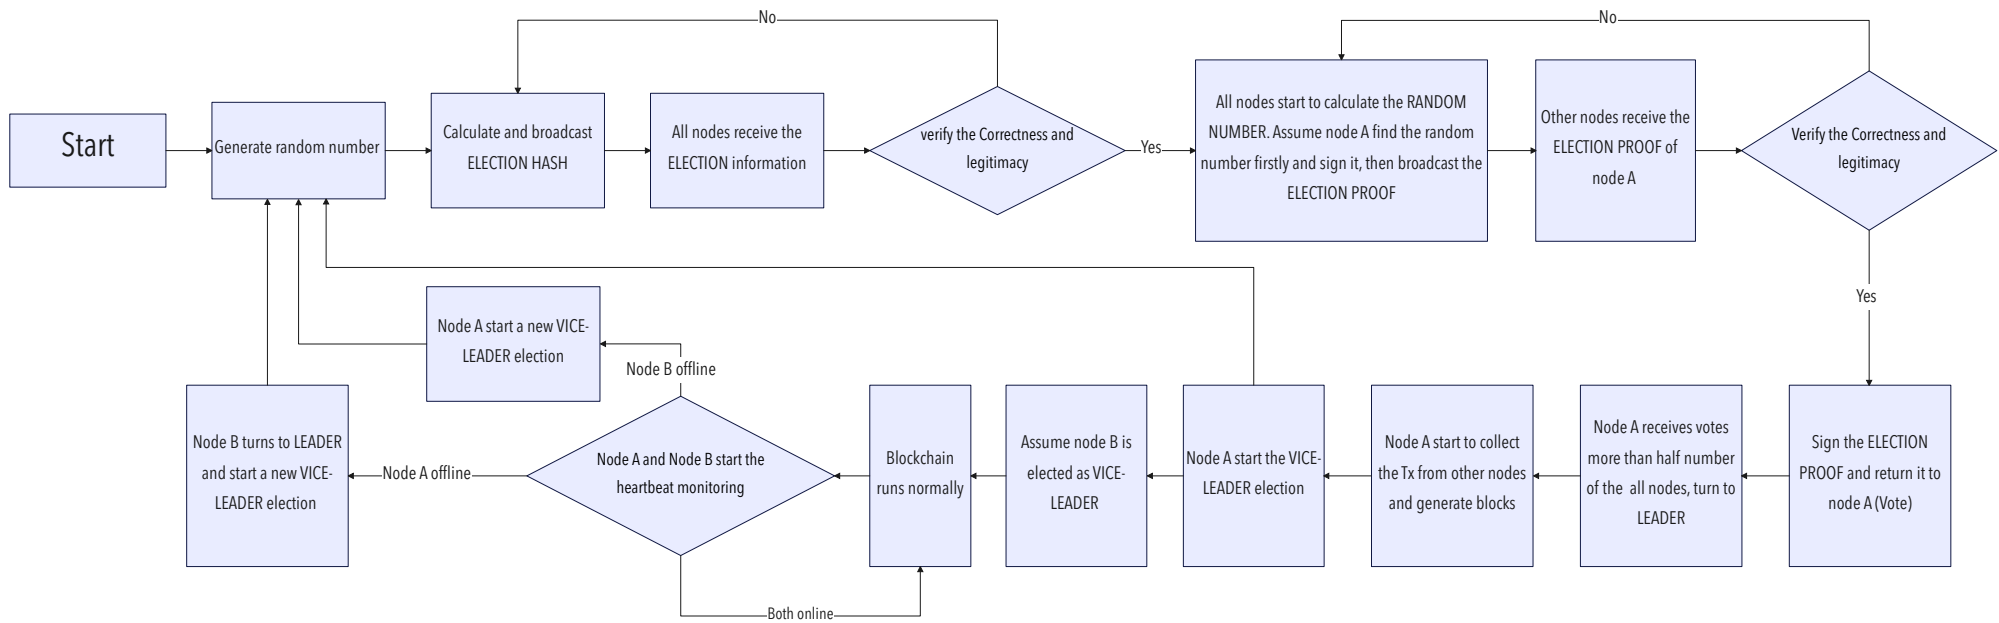 No
No
Start
Generate random number
Calculate and broadcast
ELECTION HASH
All nodes receive the
ELECTION information
verify the Correctness and
legitimacy
Yes
All nodes start to calculate the RANDOM
NUMBER. Assume node A find the random
number firstly and sign it, then broadcast the
ELECTION PROOF
Other nodes receive the
ELECTION PROOF of
node A
Verify the Correctness and
legitimacy
Yes
Sign the ELECTION
PROOF and return it to
node A (Vote)
Node A receives votes
more than half number
of the all nodes, turn to
LEADER
Node A start to collect
the Tx from other nodes
and generate blocks
Node A start the VICE-
LEADER election
Assume node B is
elected as VICE-
LEADER
Blockchain
runs normally
Node A and Node B start the
heartbeat monitoring
Both online
Node B offline
Node A start a new VICE-
LEADER election
Node A offline
Node B turns to LEADER
and start a new VICE-
LEADER election